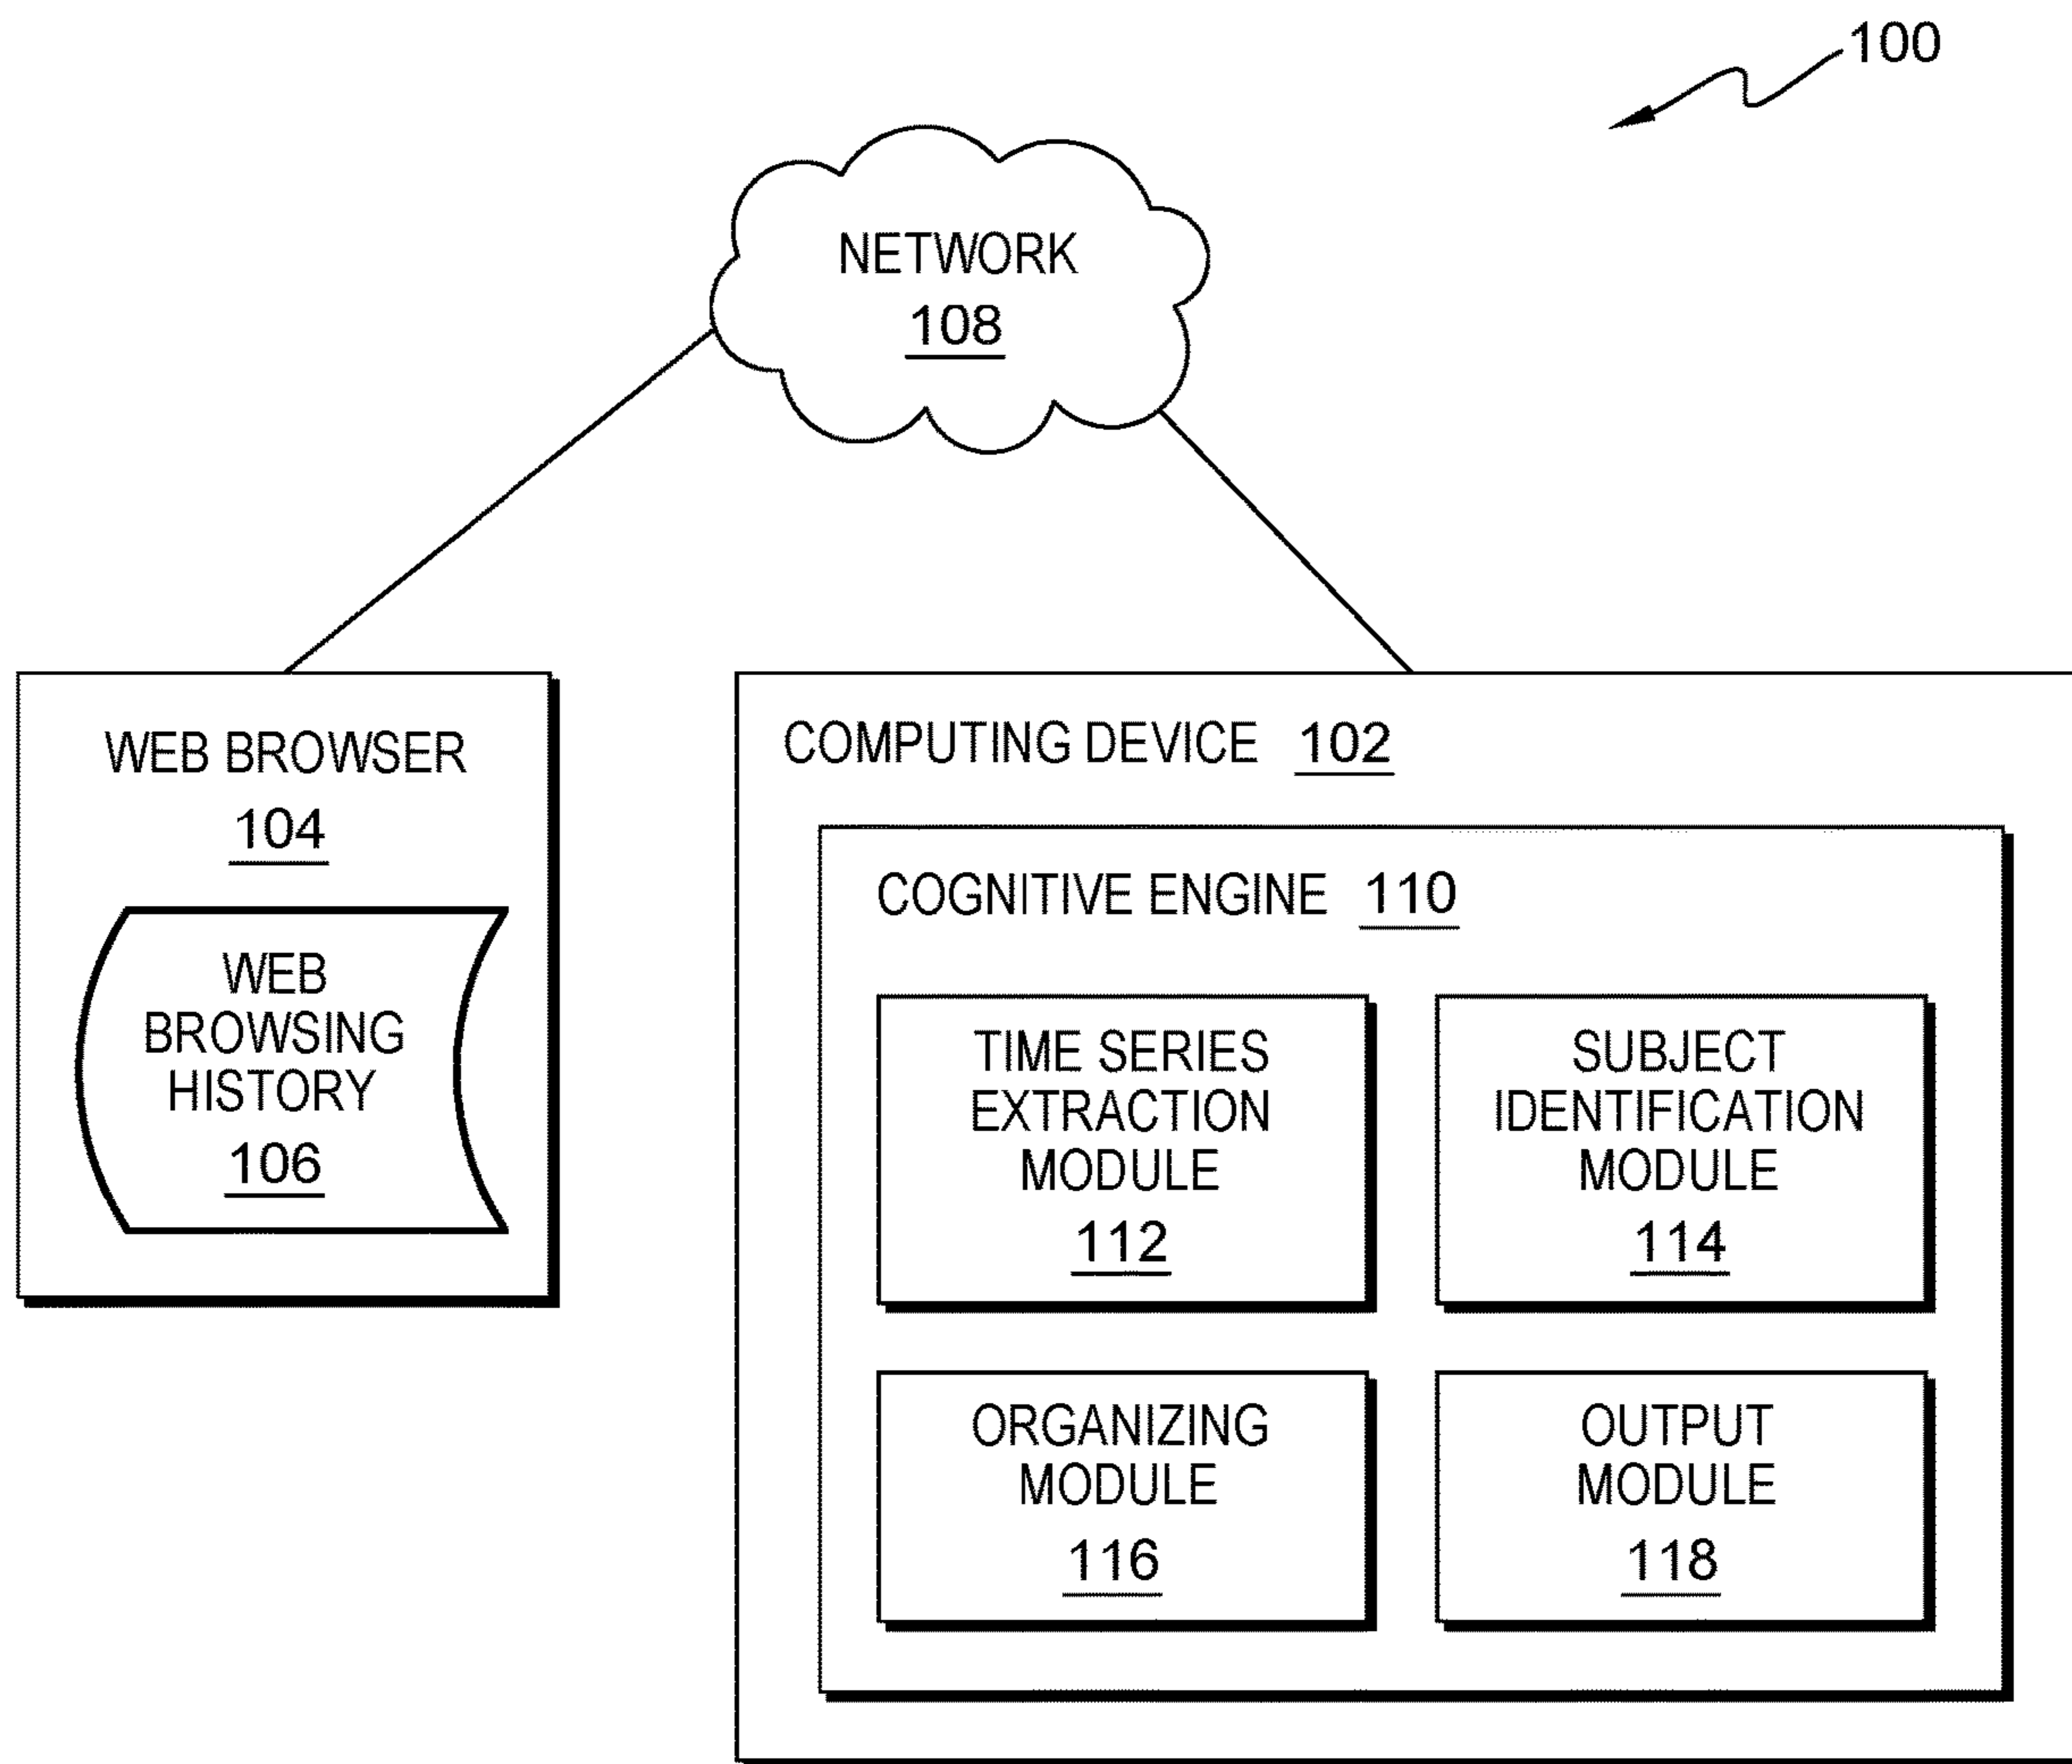 100
NETWORK
108
WEB BROWSER
104
WEB
BROWSING
HISTORY
106
COMPUTING DEVICE 102
COGNITIVE ENGINE 110
TIME SERIES
EXTRACTION
MODULE
112
SUBJECT
IDENTIFICATION
MODULE
114
ORGANIZING
MODULE
116
OUTPUT
MODULE
118